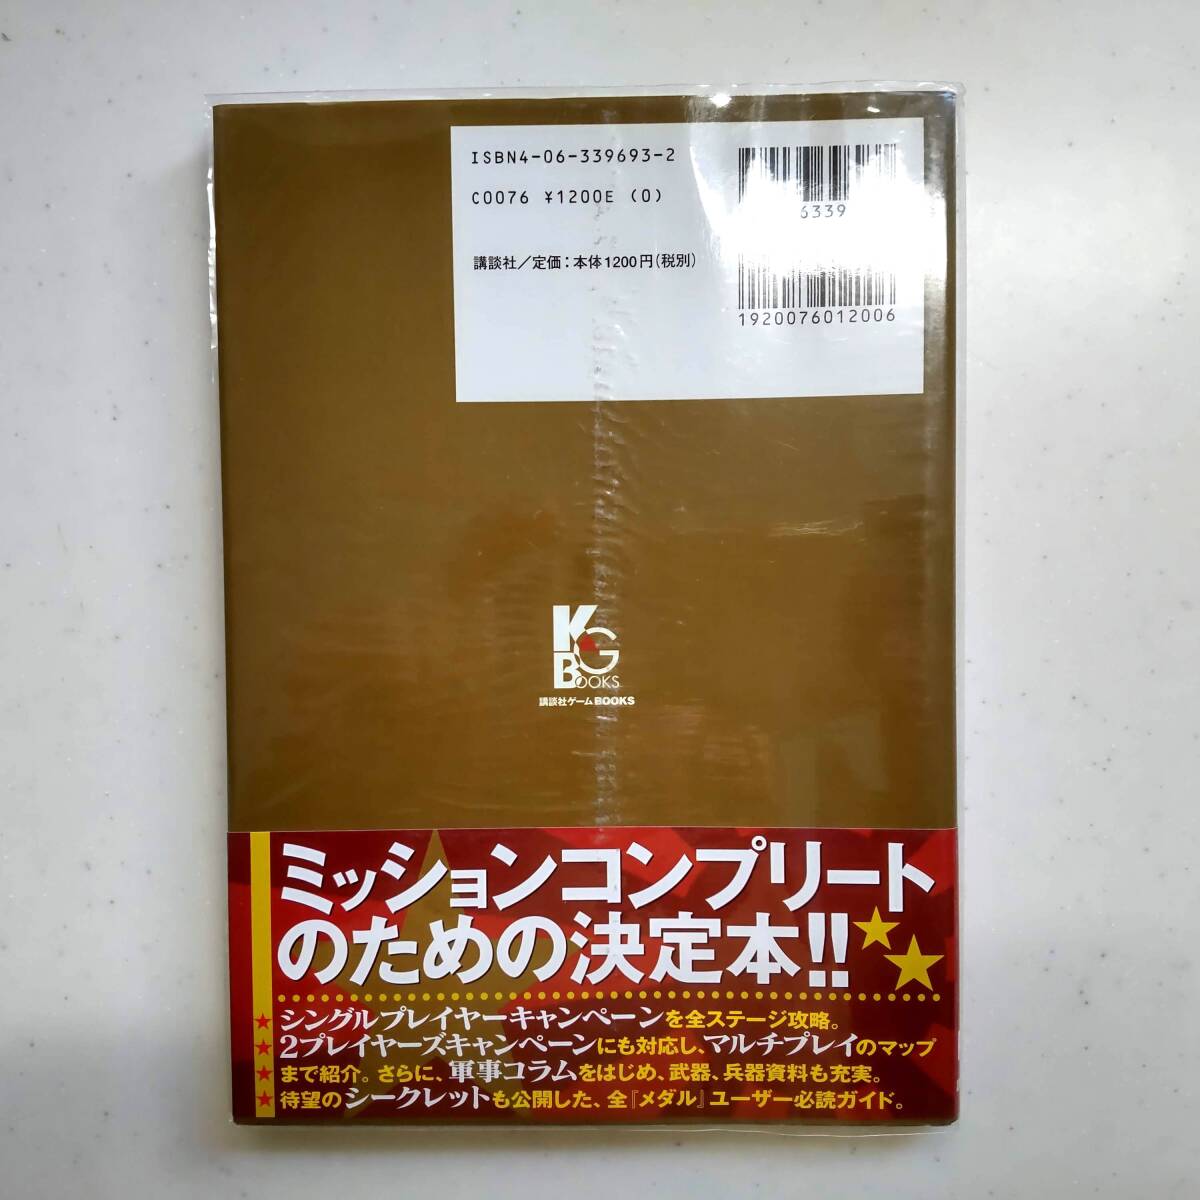 ISBN4-06-339693-2
C0076 ¥1200E (0)
6339
講談社／定価：本体1200円(税別)
1920076012006
KGBOOKS
講談社ゲームBOOKS
ミッションコンプリート
のための決定本!!
シングルプレイヤーキャンペーンを全ステージ攻略。
2プレイヤーズキャンペーンにも対応し、マルチプレイのマップ
まで紹介。さらに、軍事コラムをはじめ、武器、兵器資料も充実。
待望のシークレットも公開した、全『メダル』ユーザー必読ガイド。